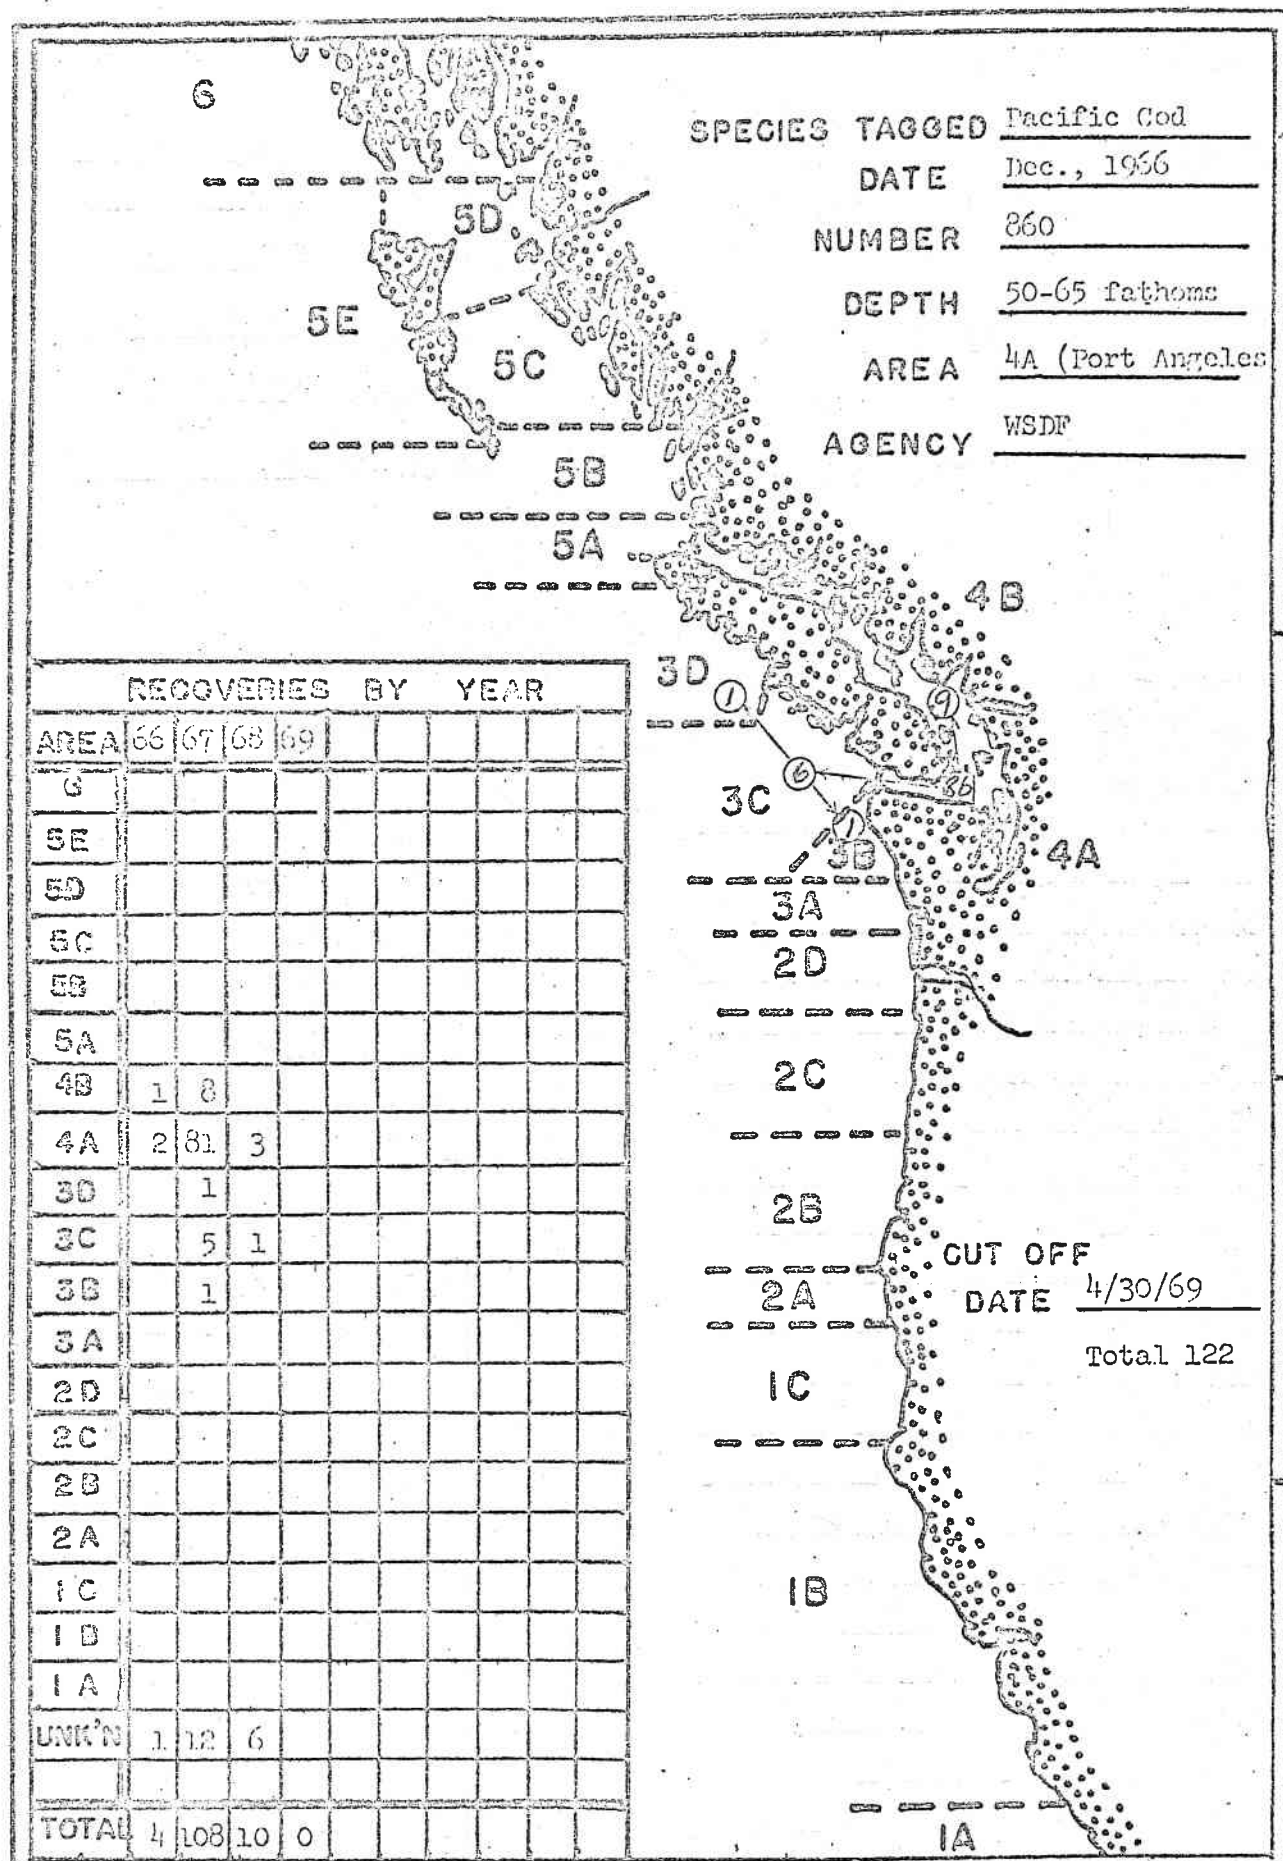 SPECIES TAGGED Pacific Cod
DATE Dec., 1966
NUMBER 860
DEPTH 50-65 fathoms
AREA 4A (Port Angeles
AGENCY WSDF
6
5D
5E
5C
5B
5A
4B
3D
1
9
6
86
3C
1
3B
4A
3A
2D
2C
2B
2A
1C
1B
1A
CUT OFF
DATE 4/30/69
Total 122
RECOVERIES BY YEAR
AREA 66 67 68 69
6
5E
5D
5C
5B
5A
4B 1 8
4A 2 81 3
3D 1
3C 5 1
3B 1
3A
2D
2C
2B
2A
1C
1B
1A
UNK'N 1 12 6
TOTAL 4 108 10 0